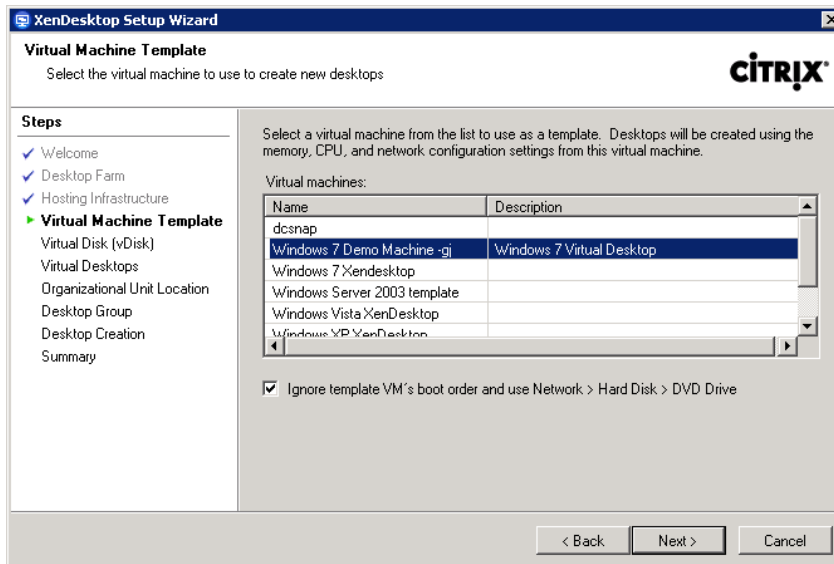 XenDesktop Setup Wizard
Virtual Machine Template
Select the virtual machine to use to create new desktops
CITRIX
Steps
Welcome
Desktop Farm
Hosting Infrastructure
Virtual Machine Template
Virtual Disk (vDisk)
Virtual Desktops
Organizational Unit Location
Desktop Group
Desktop Creation
Summary
Select a virtual machine from the list to use as a template. Desktops will be created using the
memory, CPU, and network configuration settings from this virtual machine.
Virtual machines:
Name Description
dcsnap
Windows 7 Demo Machine -gj Windows 7 Virtual Desktop
Windows 7 Xendesktop
Windows Server 2003 template
Windows Vista XenDesktop
Windows XP XenDesktop
Ignore template VM´s boot order and use Network > Hard Disk > DVD Drive
< Back Next > Cancel